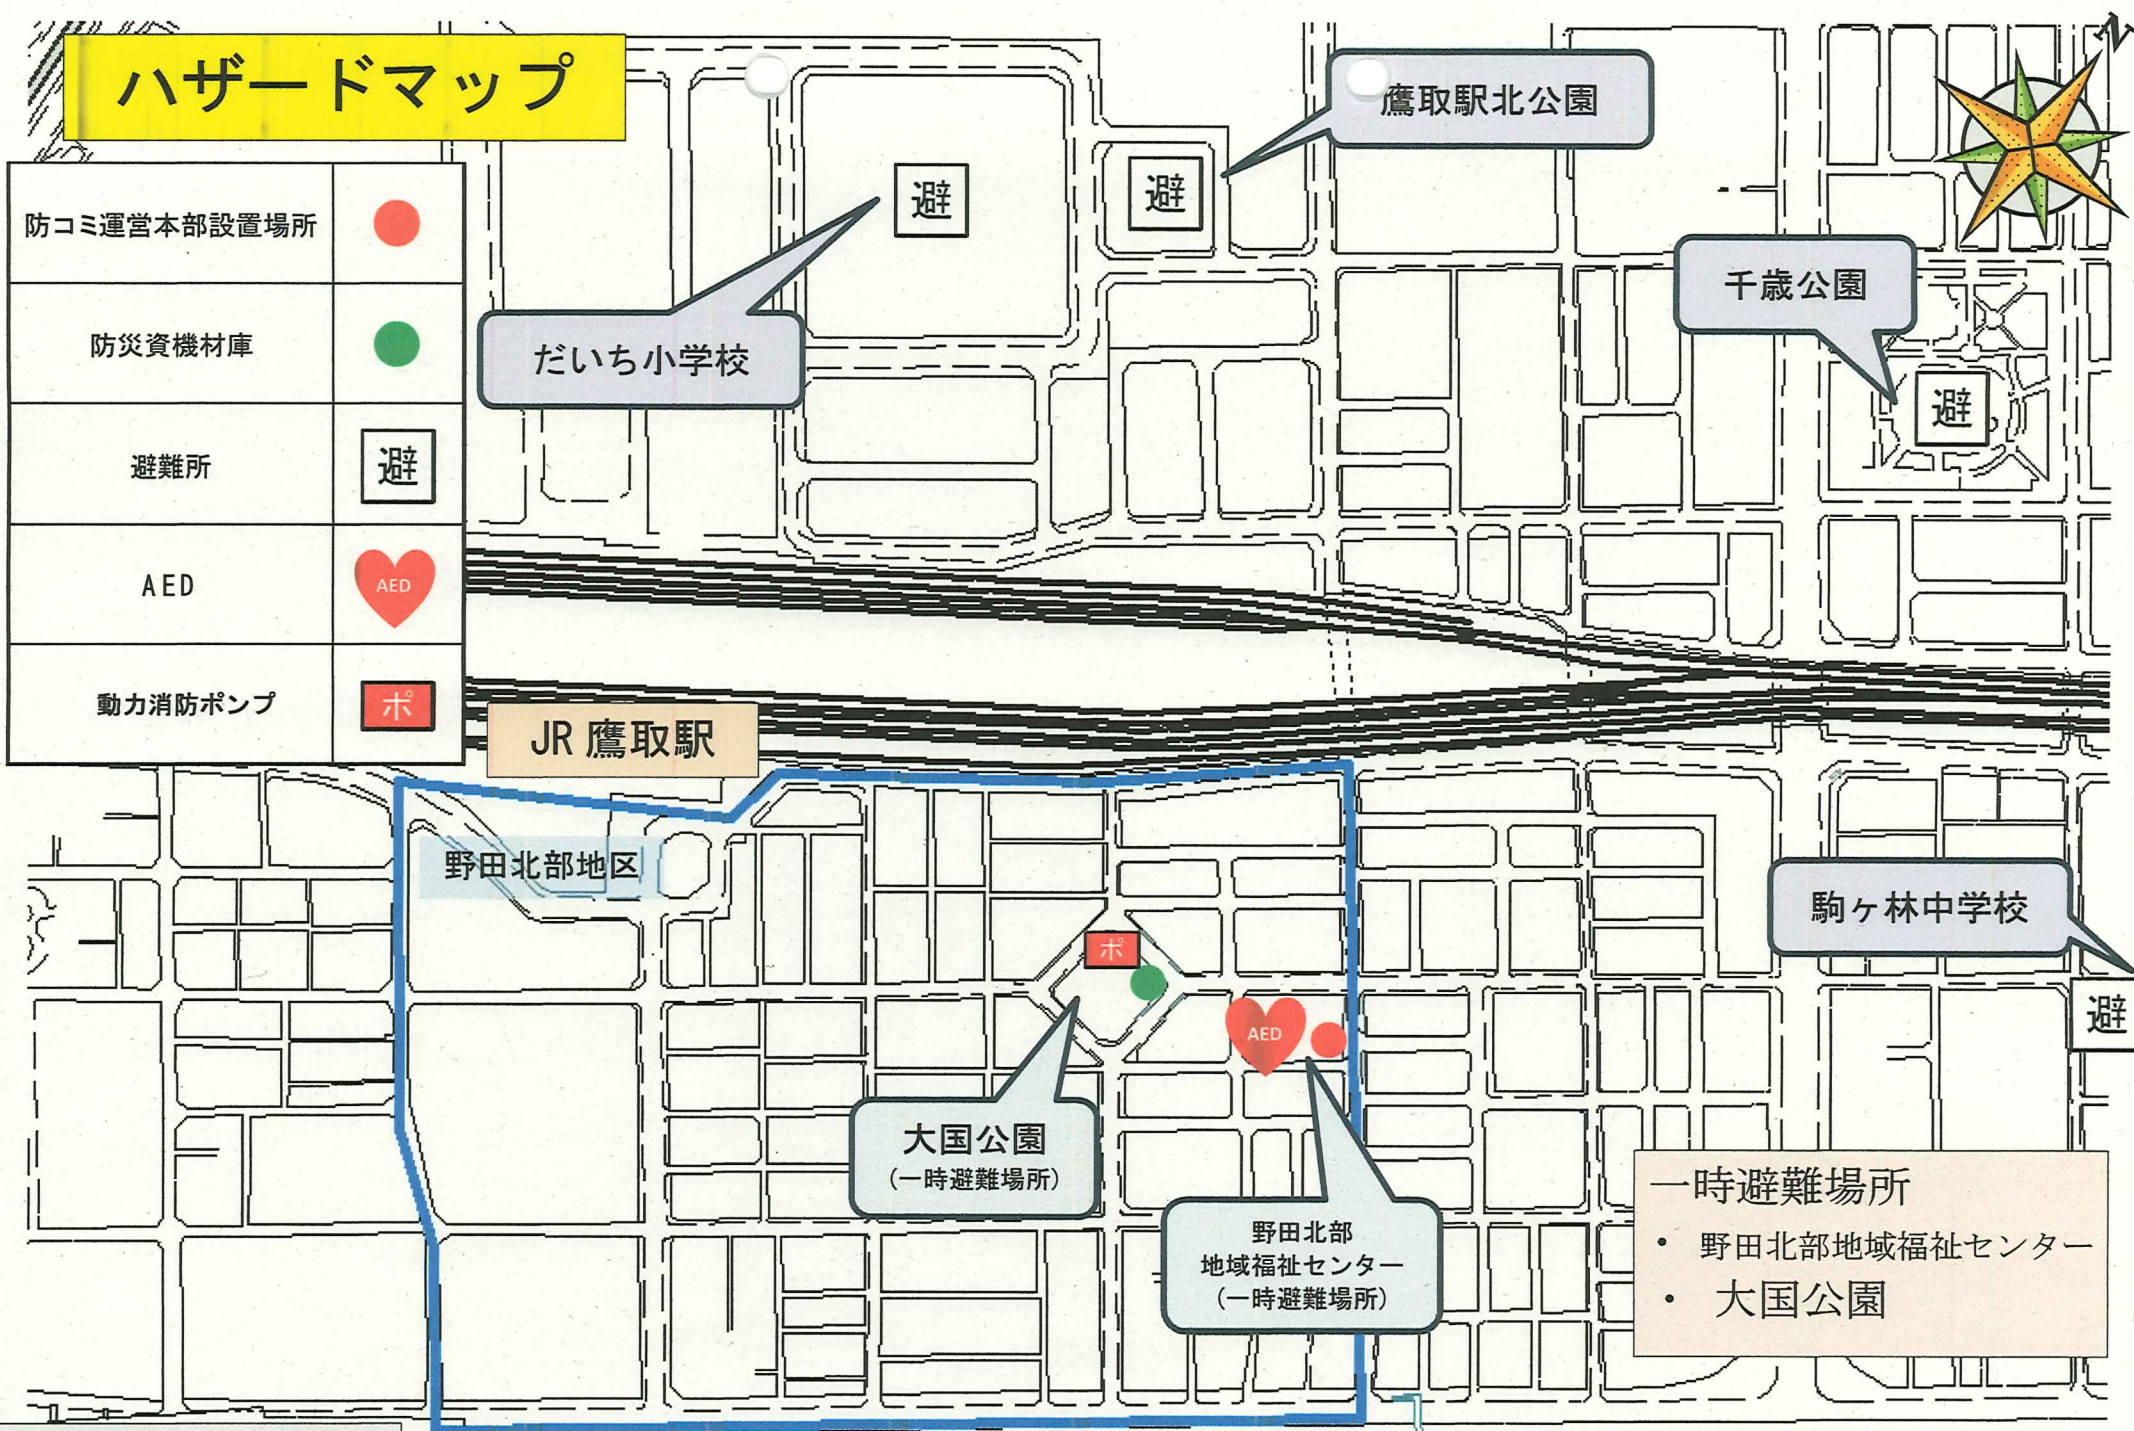 ハザードマップ
N
防コミ運営本部設置場所
防災資機材庫
避難所
避
AED
AED
動力消防ポンプ
ポ
鷹取駅北公園
避
避
だいち小学校
千歳公園
避
JR 鷹取駅
野田北部地区
駒ヶ林中学校
避
ポ
AED
大国公園
(一時避難場所)
野田北部
地域福祉センター
(一時避難場所)
一時避難場所
・ 野田北部地域福祉センター
・ 大国公園